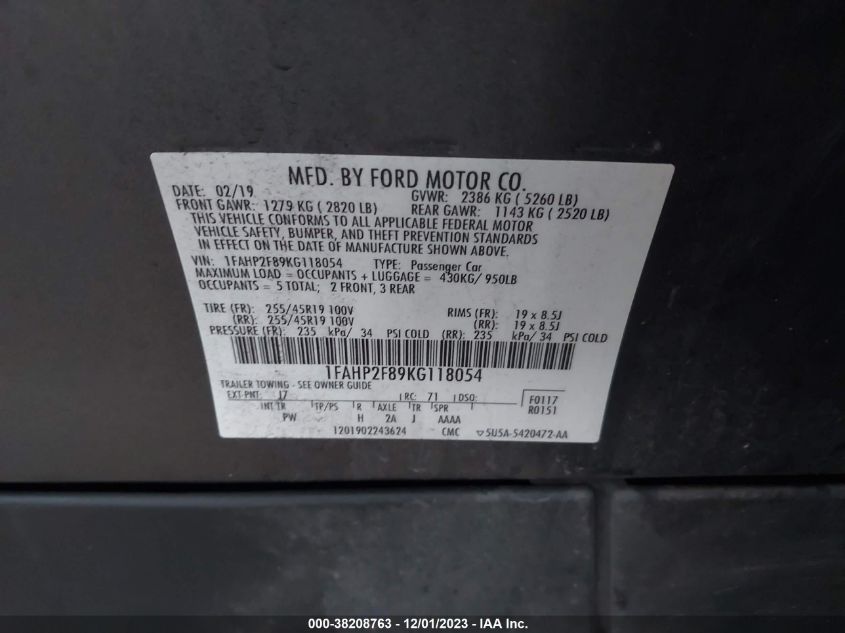 MFD. BY FORD MOTOR CO.
DATE: 02/19 GVWR: 2386 KG ( 5260 LB)
FRONT GAWR: 1279 KG ( 2820 LB) REAR GAWR: 1143 KG ( 2520 LB)
THIS VEHICLE CONFORMS TO ALL APPLICABLE FEDERAL MOTOR
VEHICLE SAFETY, BUMPER, AND THEFT PREVENTION STANDARDS
IN EFFECT ON THE DATE OF MANUFACTURE SHOWN ABOVE.
VIN: 1FAHP2F89KG118054 TYPE: Passenger Car
MAXIMUM LOAD = OCCUPANTS + LUGGAGE = 430KG/ 950LB
OCCUPANTS = 5 TOTAL; 2 FRONT, 3 REAR
TIRE (FR): 255/45R19 100V RIMS (FR): 19 x 8.5J
(RR): 255/45R19 100V (RR): 19 x 8.5J
PRESSURE (FR): 235 kPa/ 34 PSI COLD (RR): 235 kPa/ 34 PSI COLD
1FAHP2F89KG118054
TRAILER TOWING - SEE OWNER GUIDE
EXT PNT: J7 RC: 71 DSO: F0117
INT TR TP/PS R AXLE TR SPR R0151
PW H 2A J AAAA
1201902243624 CMC ▽5U5A-5420472-AA
000-38208763 - 12/01/2023 - IAAI.com